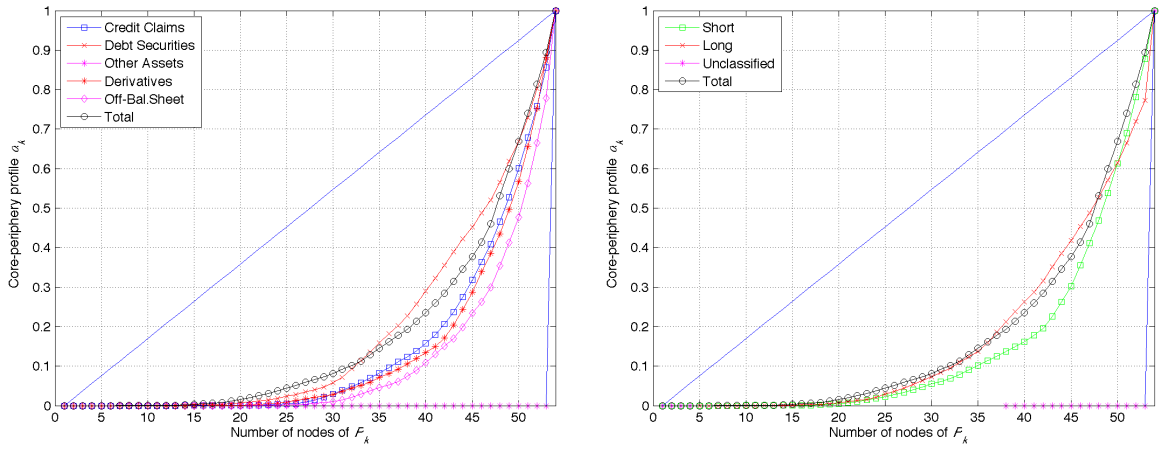 1
0.9
0.8
0.7
0.6
0.5
0.4
0.3
0.2
0.1
0
Core-periphery profile α_k
0 5 10 15 20 25 30 35 40 45 50
Number of nodes of P_k
Credit Claims
Debt Securities
Other Assets
Derivatives
Off-Bal.Sheet
Total
1
0.9
0.8
0.7
0.6
0.5
0.4
0.3
0.2
0.1
0
Core-periphery profile α_k
0 5 10 15 20 25 30 35 40 45 50
Number of nodes of P_k
Short
Long
Unclassified
Total